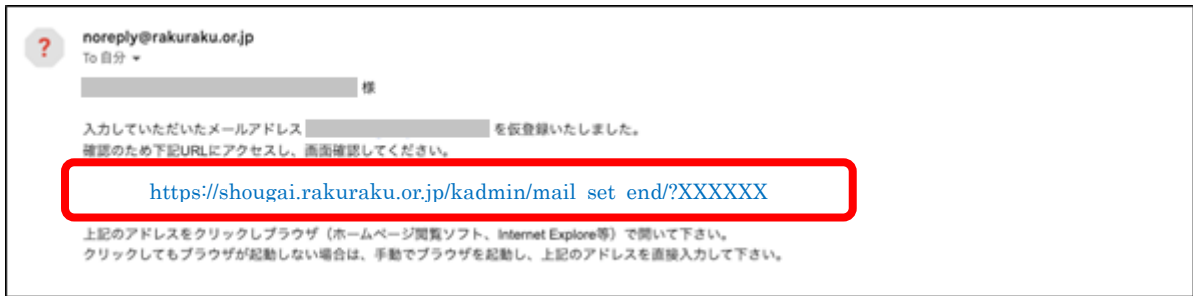 ?
noreply@rakuraku.or.jp
To 自分
様
入力していただいたメールアドレス を仮登録いたしました。
確認のため下記URLにアクセスし、画面確認してください。
https://shougai.rakuraku.or.jp/kadmin/mail_set_end/?XXXXXX
上記のアドレスをクリックしブラウザ（ホームページ閲覧ソフト、Internet Explore等）で開いて下さい。
クリックしてもブラウザが起動しない場合は、手動でブラウザを起動し、上記のアドレスを直接入力して下さい。